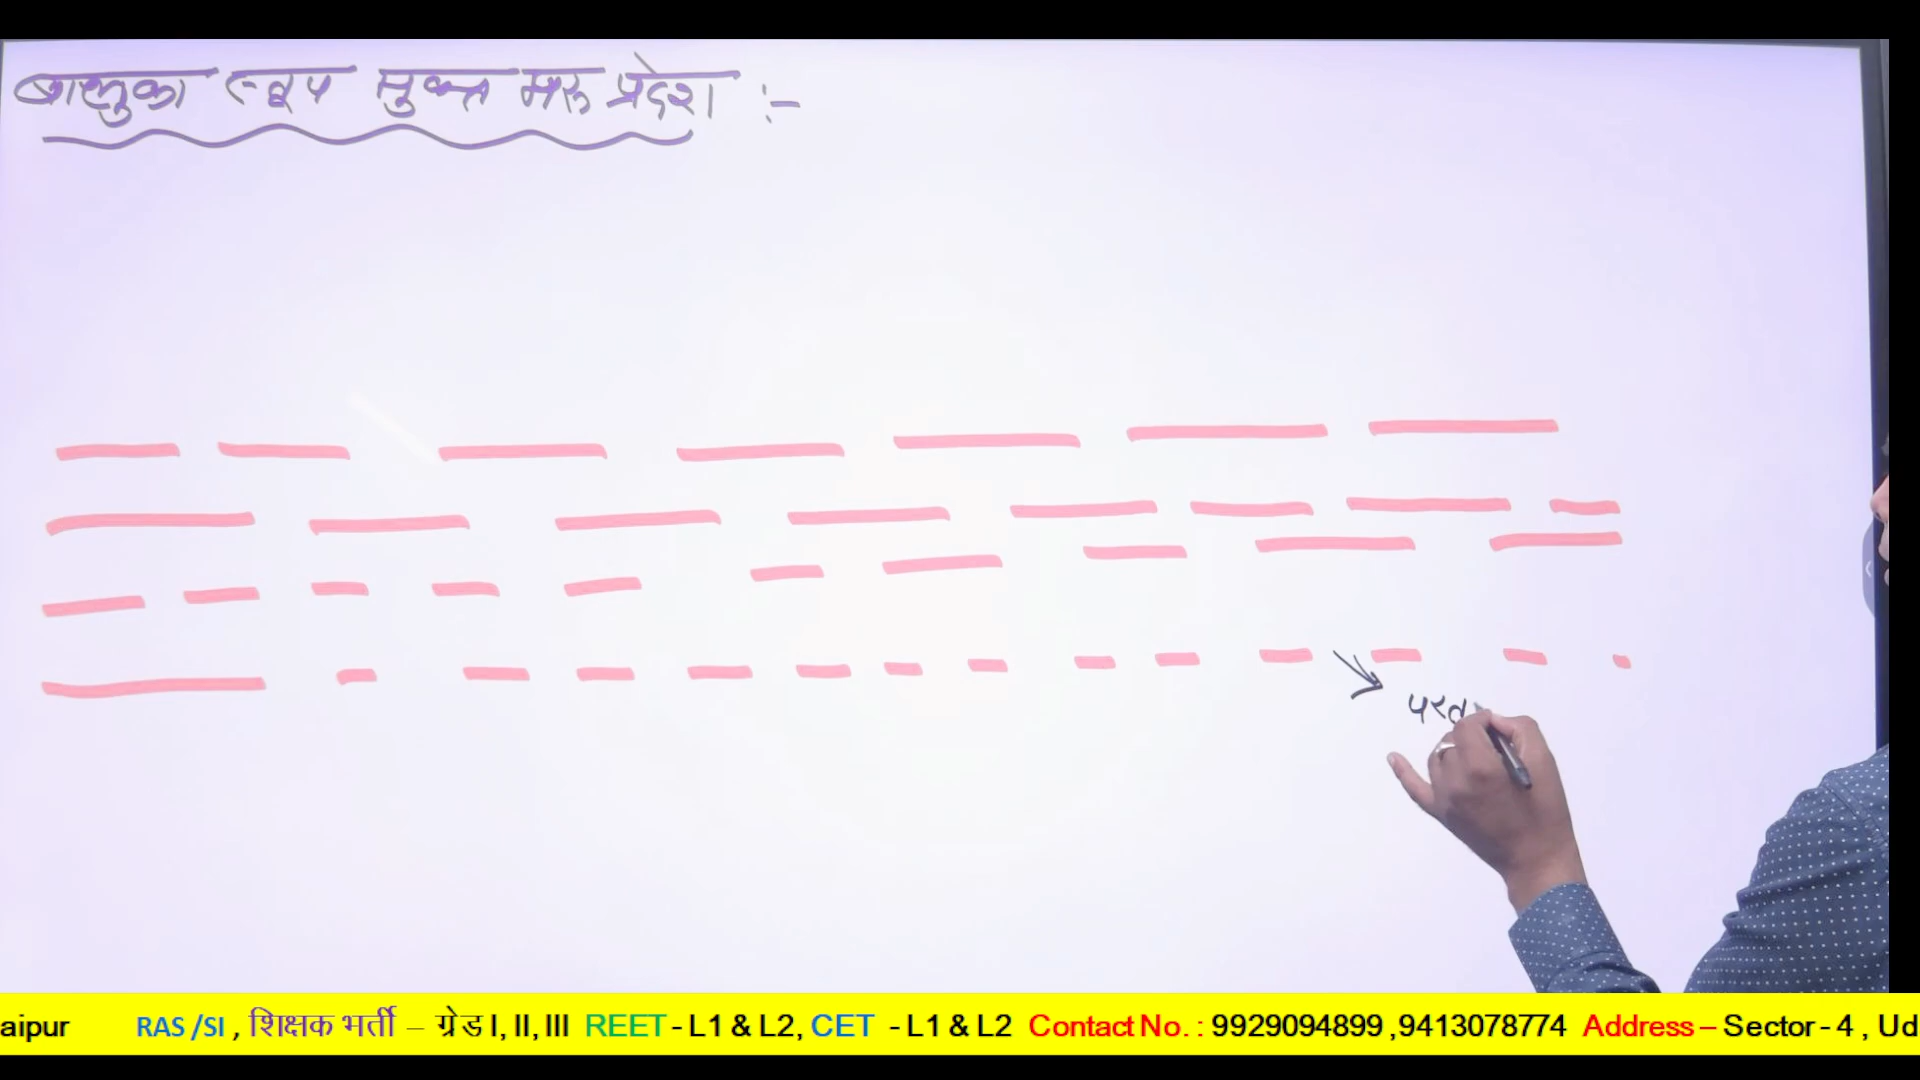 बालुका स्तूप मुक्त मरू प्रदेश :-
परत
aipur RAS /SI , शिक्षक भर्ती – ग्रेड I, II, III REET - L1 & L2, CET - L1 & L2 Contact No. : 9929094899 ,9413078774 Address – Sector - 4 , Ud